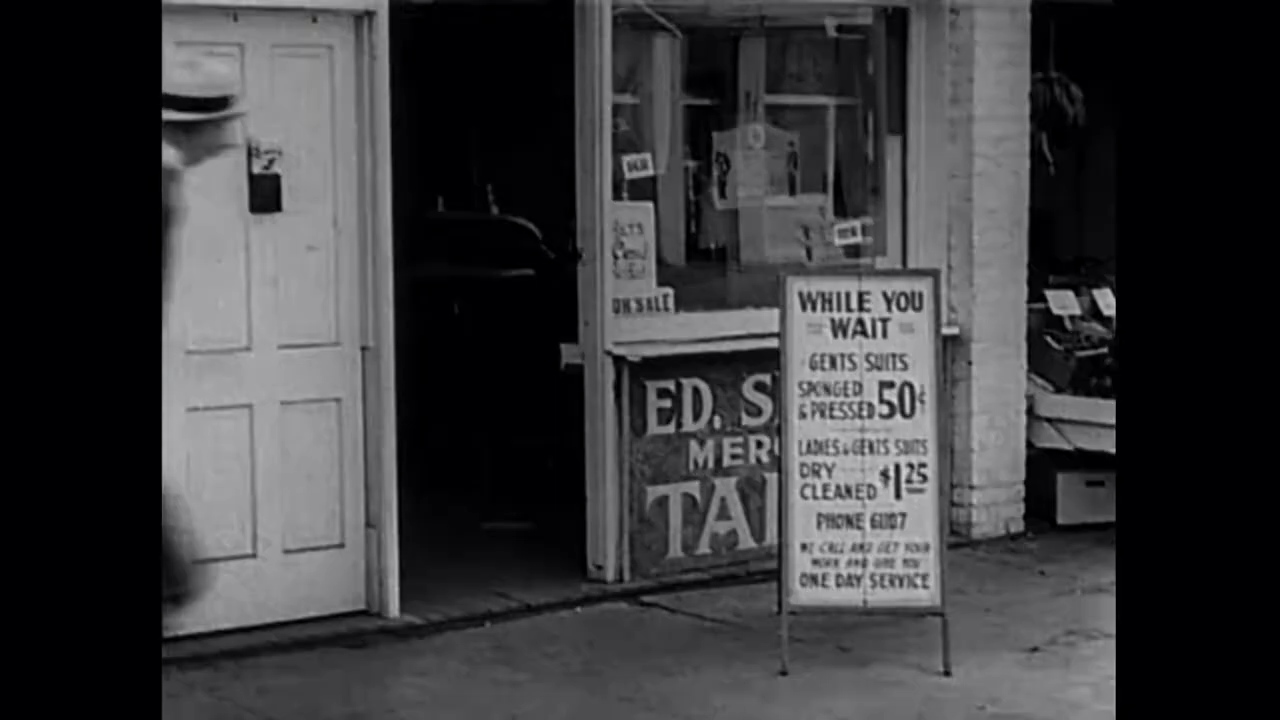 ON SALE
ED. S
MER
TAI
WHILE YOU
WAIT
GENTS SUITS
SPONGED
& PRESSED 50¢
LADIES & GENTS SUITS
DRY
CLEANED $1.25
PHONE 6107
WE CALL AND GET YOUR
WORK AND GIVE YOU
ONE DAY SERVICE